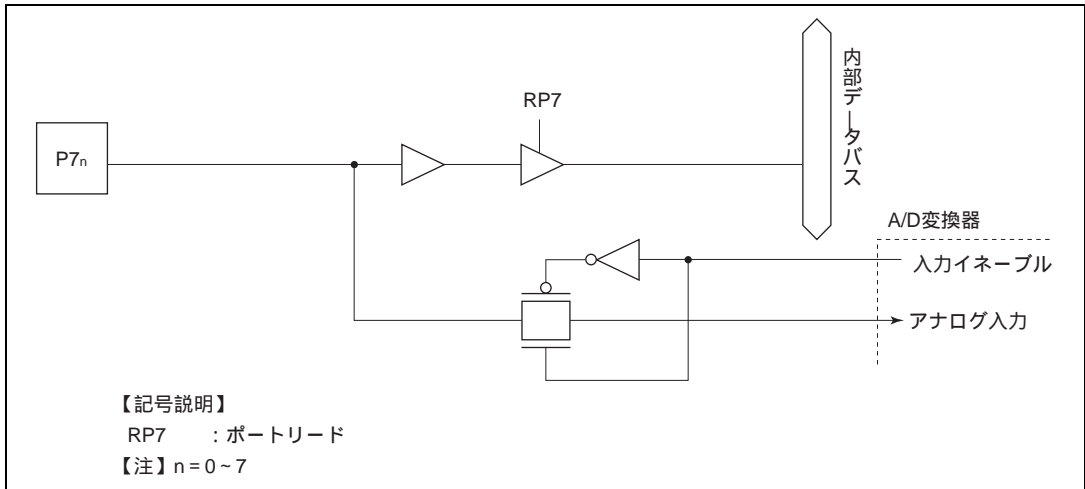 RP7
P7n
内部データバス
A/D変換器
入力イネーブル
アナログ入力
【記号説明】
RP7 : ポートリード
【注】n = 0 ~ 7